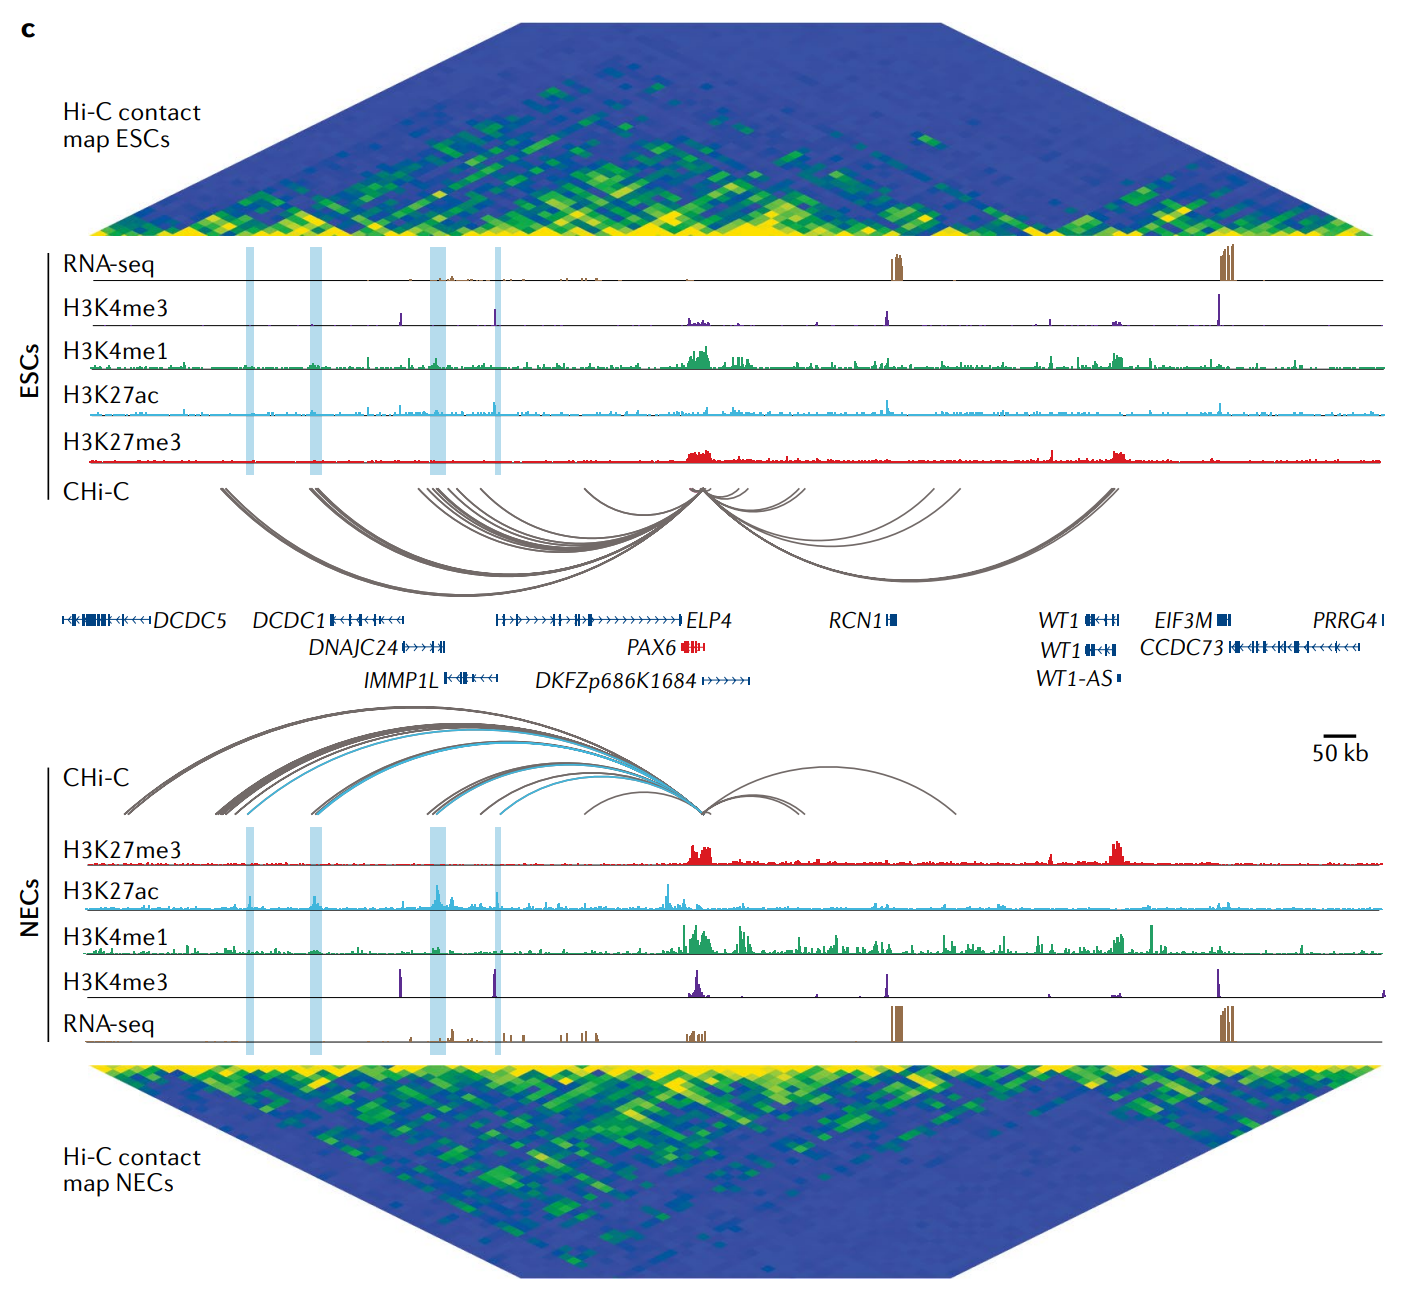 c
Hi-C contact
map ESCs
ESCs
RNA-seq
H3K4me3
H3K4me1
H3K27ac
H3K27me3
CHi-C
DCDC5
DCDC1
ELP4
RCN1
WT1
EIF3M
PRRG4
DNAJC24
PAX6
WT1
CCDC73
IMMP1L
DKFZp686K1684
WT1-AS
50 kb
NECs
CHi-C
H3K27me3
H3K27ac
H3K4me1
H3K4me3
RNA-seq
Hi-C contact
map NECs